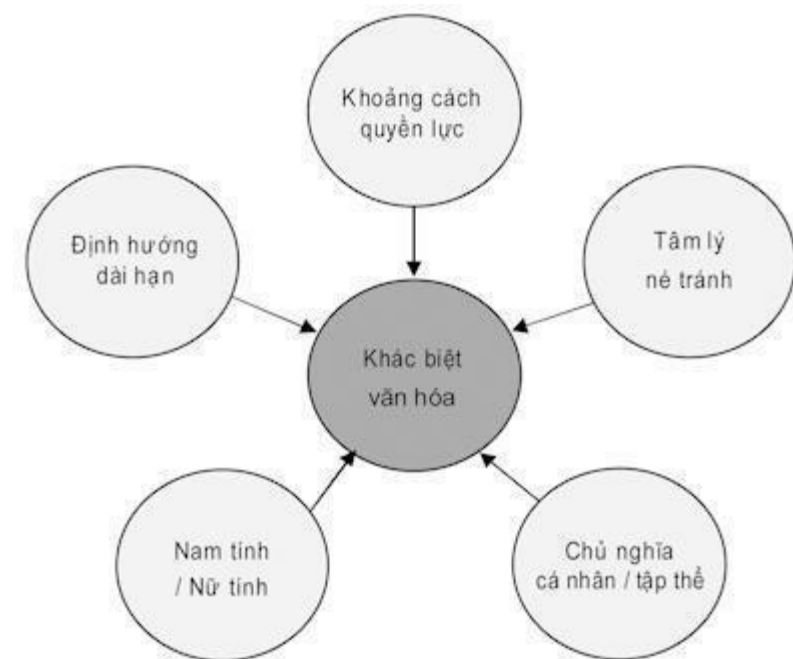 Khoảng cách
quyền lực
Định hướng
dài hạn
Tâm lý
né tránh
Khác biệt
văn hóa
Nam tính
/ Nữ tính
Chủ nghĩa
cá nhân / tập thể